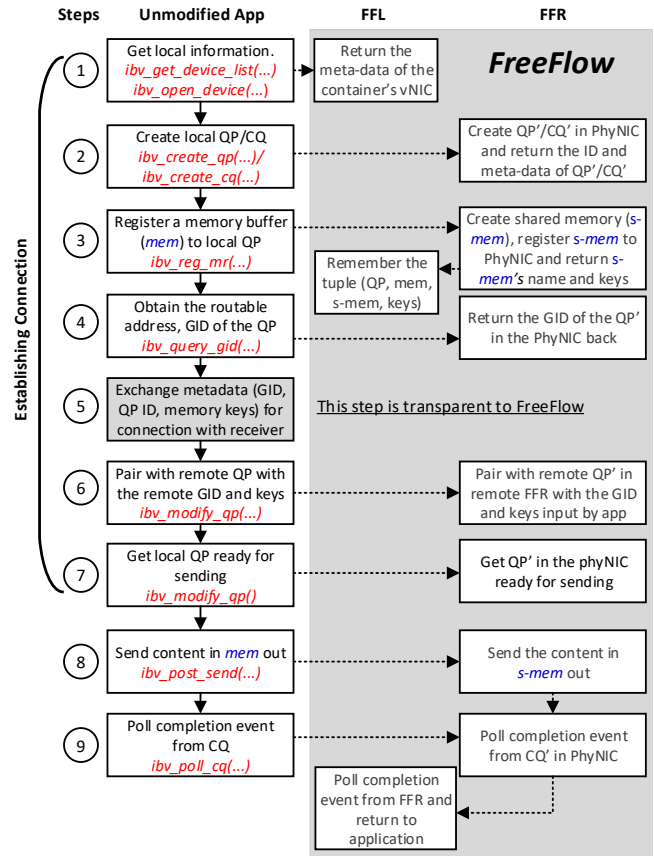 Steps
Unmodified App
FFL
FFR
FreeFlow
Establishing Connection
1
Get local information.
ibv_get_device_list(...)
ibv_open_device(...)
Return the
meta-data of the
container's vNIC
2
Create local QP/CQ
ibv_create_qp(...)/
ibv_create_cq(...)
Create QP'/CQ' in PhyNIC
and return the ID and
meta-data of QP'/CQ'
3
Register a memory buffer
(mem) to local QP
ibv_reg_mr(...)
Create shared memory (s-
mem), register s-mem to
PhyNIC and return s-
mem's name and keys
Remember the
tuple (QP, mem,
s-mem, keys)
4
Obtain the routable
address, GID of the QP
ibv_query_gid(...)
Return the GID of the QP'
in the PhyNIC back
5
Exchange metadata (GID,
QP ID, memory keys) for
connection with receiver
This step is transparent to FreeFlow
6
Pair with remote QP with
the remote GID and keys
ibv_modify_qp(...)
Pair with remote QP' in
remote FFR with the GID
and keys input by app
7
Get local QP ready for
sending
ibv_modify_qp()
Get QP' in the phyNIC
ready for sending
8
Send content in mem out
ibv_post_send(...)
Send the content in
s-mem out
9
Poll completion event
from CQ
ibv_poll_cq(...)
Poll completion event
from CQ' in PhyNIC
Poll completion
event from FFR and
return to
application